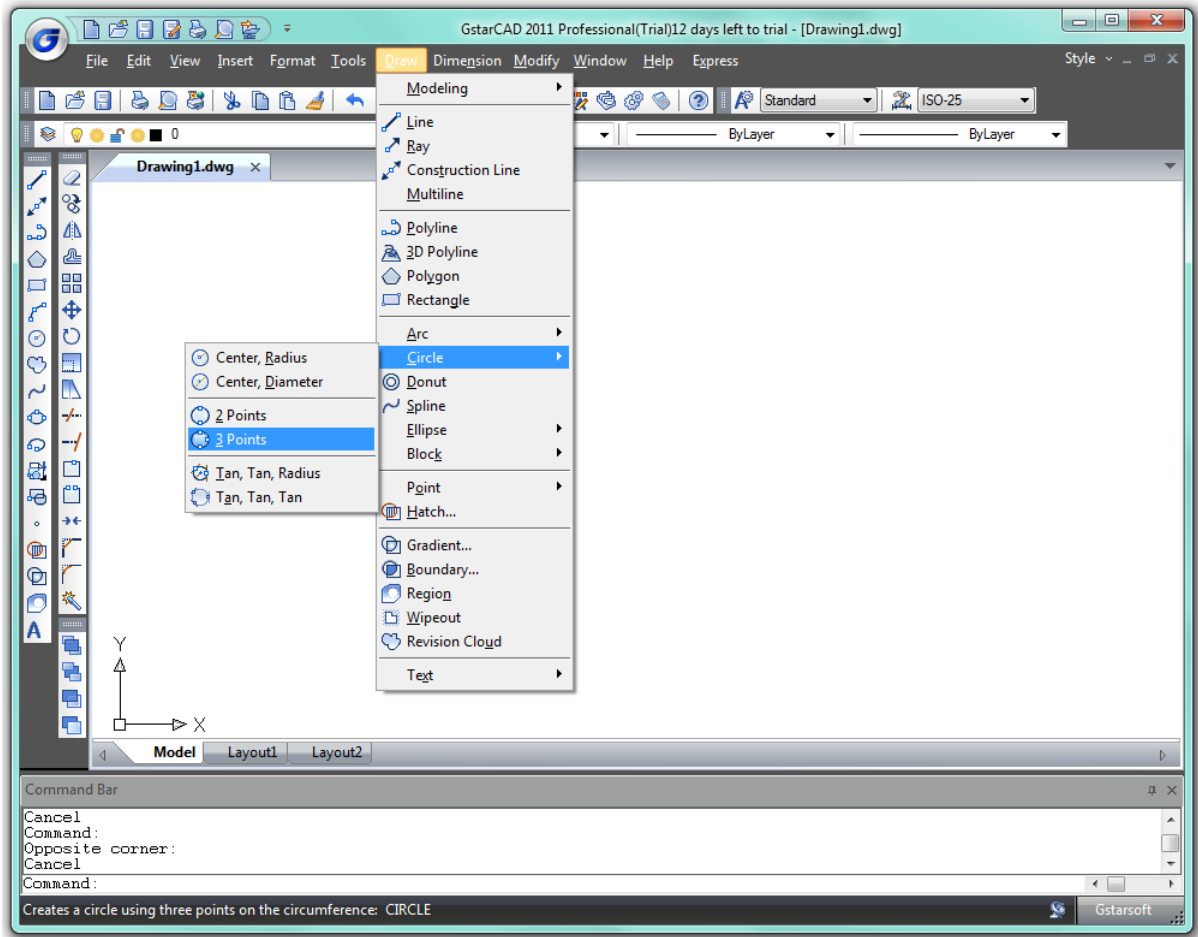 GstarCAD 2011 Professional(Trial)12 days left to trial - [Drawing1.dwg]
File Edit View Insert Format Tools Draw Dimension Modify Window Help Express Style
Standard ISO-25
0 ByLayer ByLayer
Drawing1.dwg
Modeling
Line
Ray
Construction Line
Multiline
Polyline
3D Polyline
Polygon
Rectangle
Arc
Circle
Donut
Spline
Ellipse
Block
Point
Hatch...
Gradient...
Boundary...
Region
Wipeout
Revision Cloud
Text
Center, Radius
Center, Diameter
2 Points
3 Points
Tan, Tan, Radius
Tan, Tan, Tan
A
Y
X
Model Layout1 Layout2
Command Bar
Cancel
Command:
Opposite corner:
Cancel
Command:
Creates a circle using three points on the circumference: CIRCLE Gstarsoft